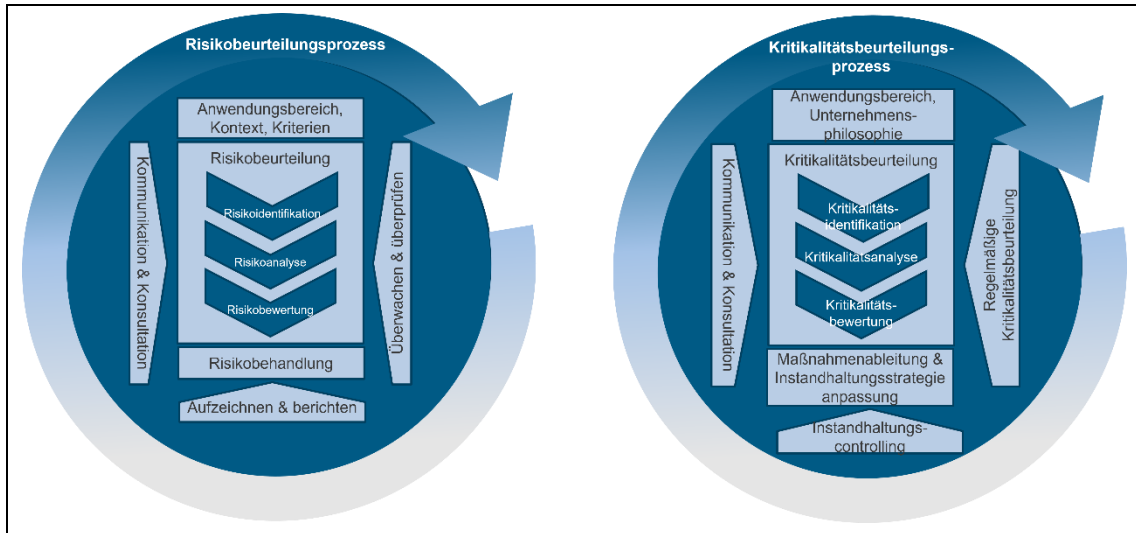 Risikobeurteilungsprozess
Anwendungsbereich,
Kontext, Kriterien
Kommunikation & Konsultation
Risikobeurteilung
Risikoidentifikation
Risikoanalyse
Risikobewertung
Überwachen & überprüfen
Risikobehandlung
Aufzeichnen & berichten
Kritikalitätsbeurteilungs-
prozess
Anwendungsbereich,
Unternehmens-
philosophie
Kommunikation & Konsultation
Kritikalitätsbeurteilung
Kritikalitäts-
identifikation
Kritikalitätsanalyse
Kritikalitäts-
bewertung
Regelmäßige
Kritikalitätsbeurteilung
Maßnahmenableitung &
Instandhaltungsstrategie
anpassung
Instandhaltungs-
controlling